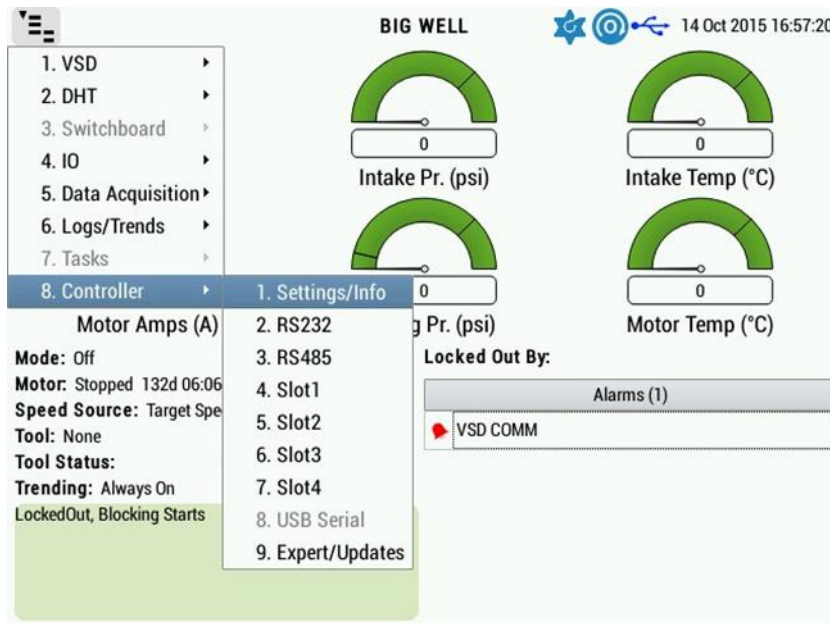 BIG WELL
14 Oct 2015 16:57:20
1. VSD
2. DHT
3. Switchboard
4. IO
5. Data Acquisition
6. Logs/Trends
7. Tasks
8. Controller
1. Settings/Info
2. RS232
3. RS485
4. Slot1
5. Slot2
6. Slot3
7. Slot4
8. USB Serial
9. Expert/Updates
0
Intake Pr. (psi)
0
Intake Temp (°C)
0
Pr. (psi)
0
Motor Temp (°C)
Motor Amps (A)
Mode: Off
Motor: Stopped 132d 06:06
Speed Source: Target Spe
Tool: None
Tool Status:
Trending: Always On
LockedOut, Blocking Starts
Locked Out By:
Alarms (1)
VSD COMM